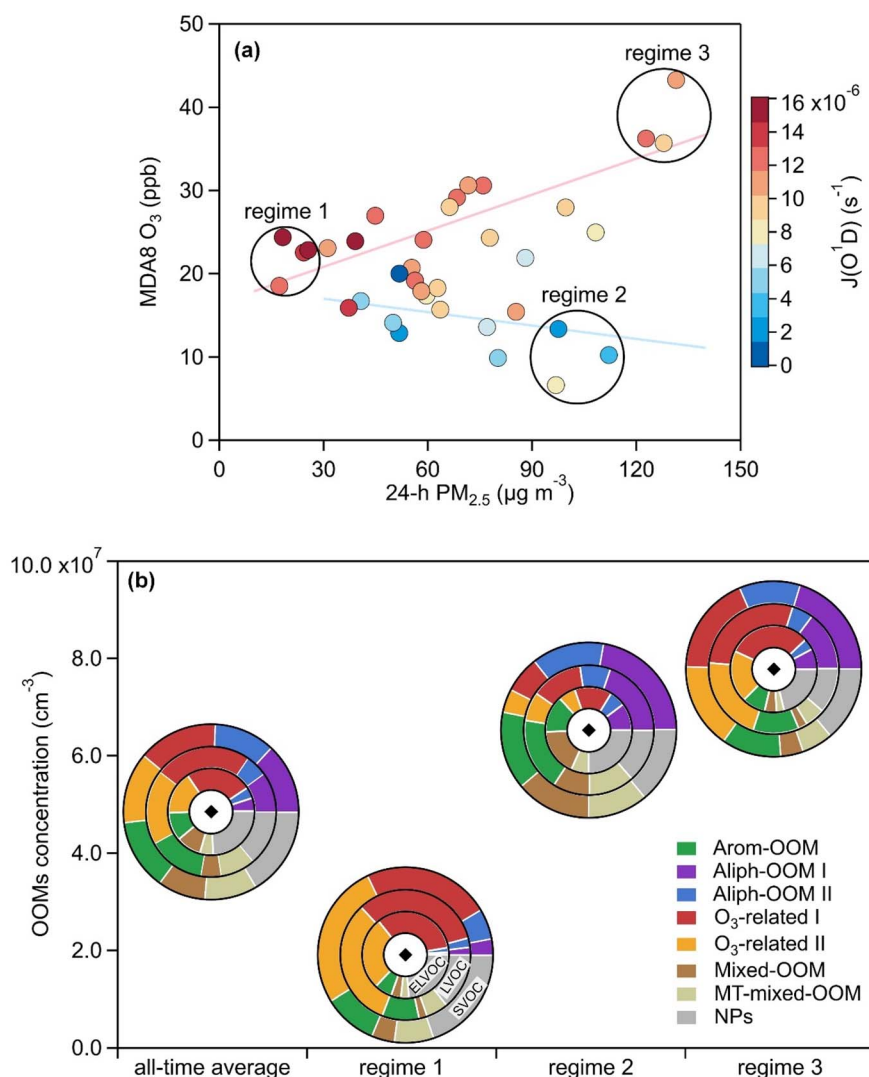 (a)
50
40
30
20
10
0
MDA8 O₃ (ppb)
regime 1
regime 2
regime 3
0 30 60 90 120 150
24-h PM₂.₅ (µg m⁻³)
16 x10⁻⁶
14
12
10
8
6
4
2
0
J(O¹D) (s⁻¹)
(b)
10.0 x10⁷
8.0
6.0
4.0
2.0
0.0
OOMs concentration (cm⁻³)
ELVOC
LVOC
SVOC
Arom-OOM
Aliph-OOM I
Aliph-OOM II
O₃-related I
O₃-related II
Mixed-OOM
MT-mixed-OOM
NPs
all-time average regime 1 regime 2 regime 3